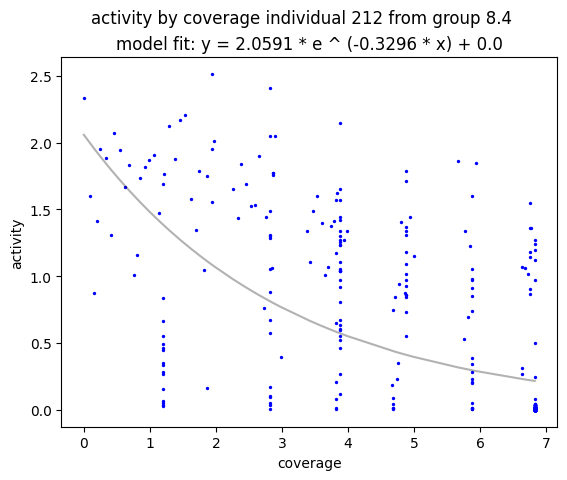 activity by coverage individual 212 from group 8.4
model fit: y = 2.0591 * e ^ (-0.3296 * x) + 0.0
2.5
2.0
1.5
1.0
0.5
0.0
activity
0 1 2 3 4 5 6 7
coverage